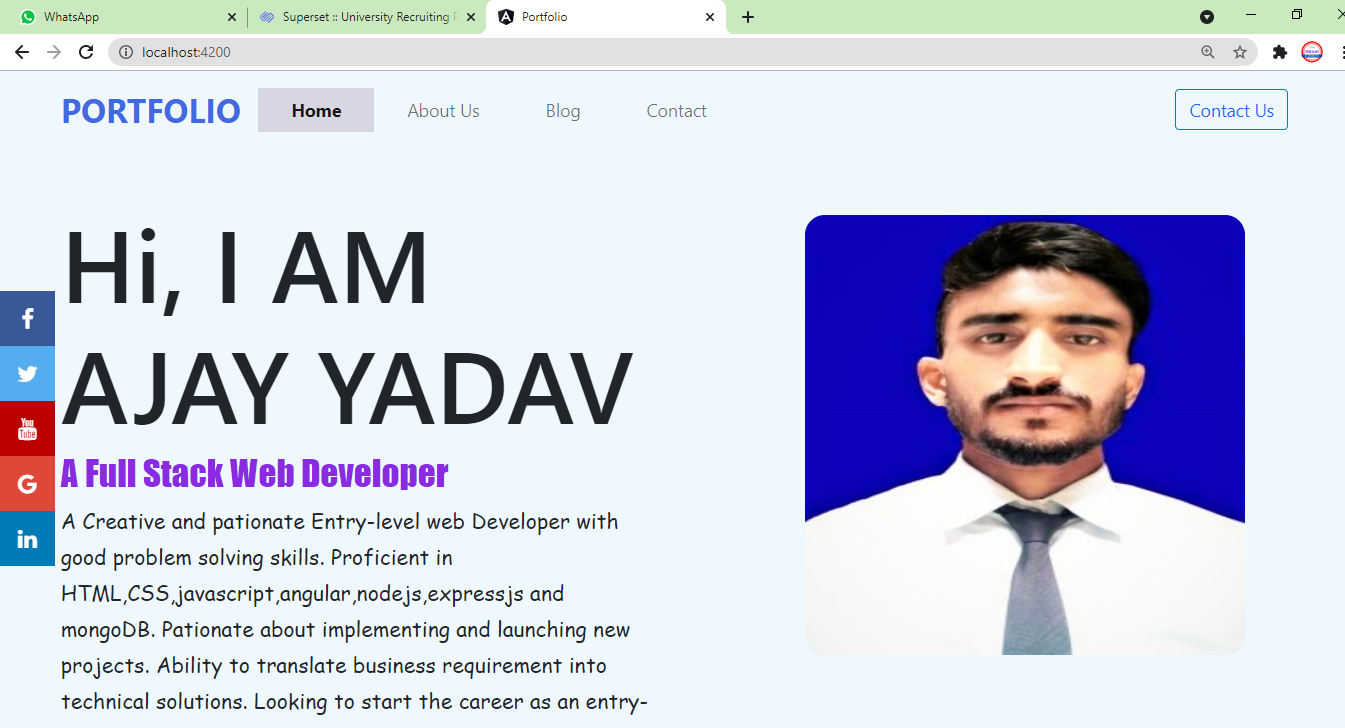 WhatsApp
Superset :: University Recruiting
Portfolio
localhost:4200
PORTFOLIO
Home
About Us
Blog
Contact
Contact Us
Hi, I AM
AJAY YADAV
A Full Stack Web Developer
A Creative and pationate Entry-level web Developer with
good problem solving skills. Proficient in
HTML,CSS,javascript,angular,nodejs,expressjs and
mongoDB. Pationate about implementing and launching new
projects. Ability to translate business requirement into
technical solutions. Looking to start the career as an entry-
You
Tube